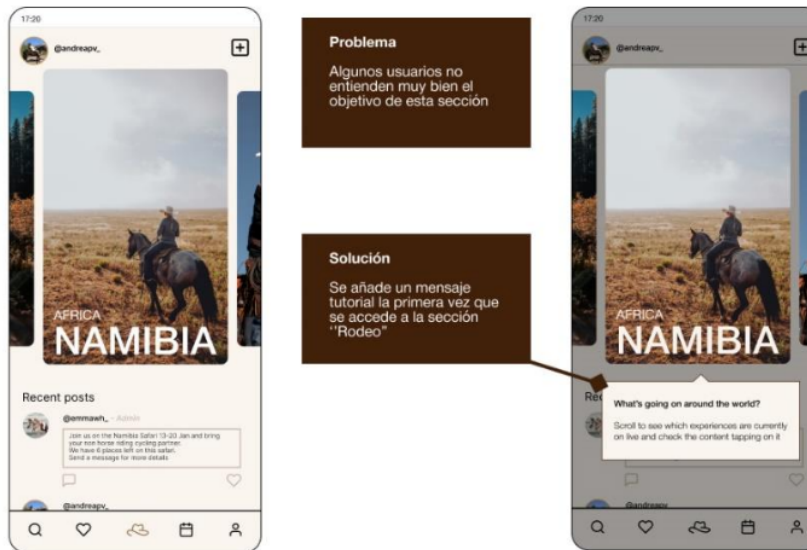 17:20
@andreapv_
AFRICA
NAMIBIA
Recent posts
@emmawh_ - Admin
Join us on the Namibia Safari 13-20 Jan and bring
your non horse riding cycling partner.
We have 6 places left on this safari.
Send a message for more details
@andreapv_
Problema
Algunos usuarios no
entienden muy bien el
objetivo de esta sección
Solución
Se añade un mensaje
tutorial la primera vez que
se accede a la sección
‘'Rodeo”
17:20
@andreapv_
AFRICA
NAMIBIA
Rec
What's going on around the world?
Scroll to see which experiences are currently
on live and check the content tapping on it
@andreapv_